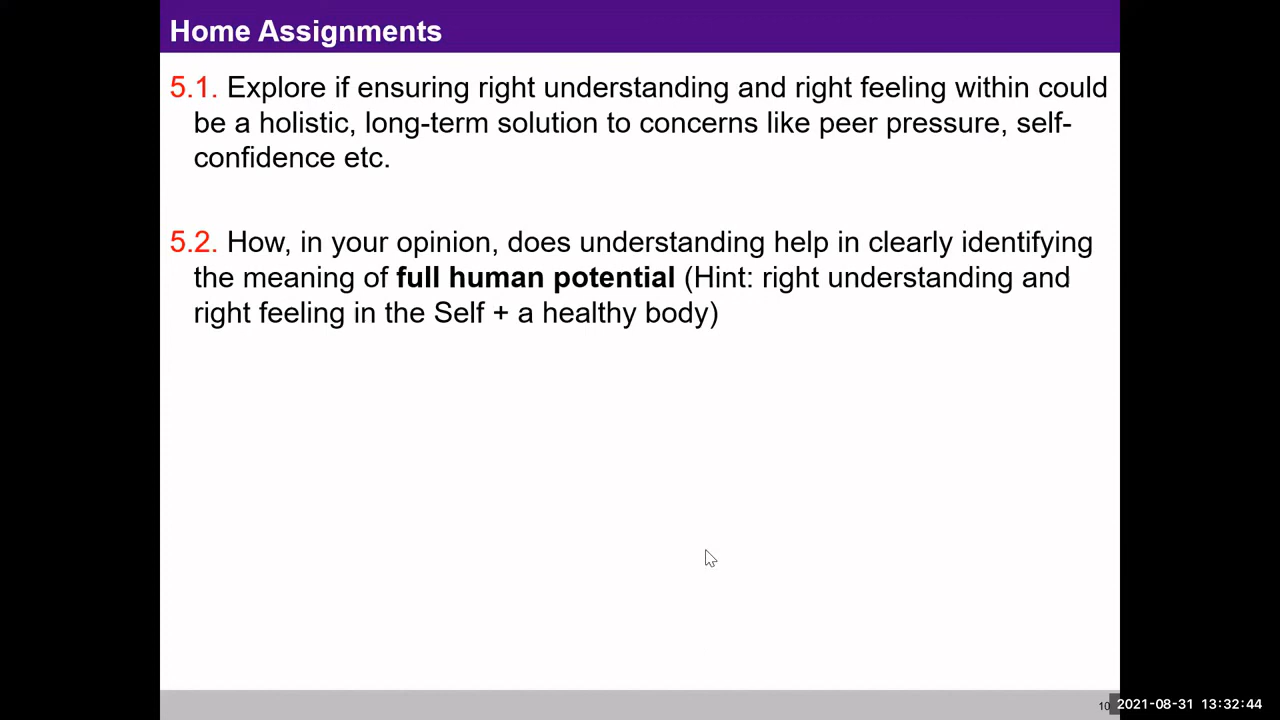 Home Assignments
5.1. Explore if ensuring right understanding and right feeling within could
be a holistic, long-term solution to concerns like peer pressure, self-
confidence etc.
5.2. How, in your opinion, does understanding help in clearly identifying
the meaning of full human potential (Hint: right understanding and
right feeling in the Self + a healthy body)
10
2021-08-31 13:32:44